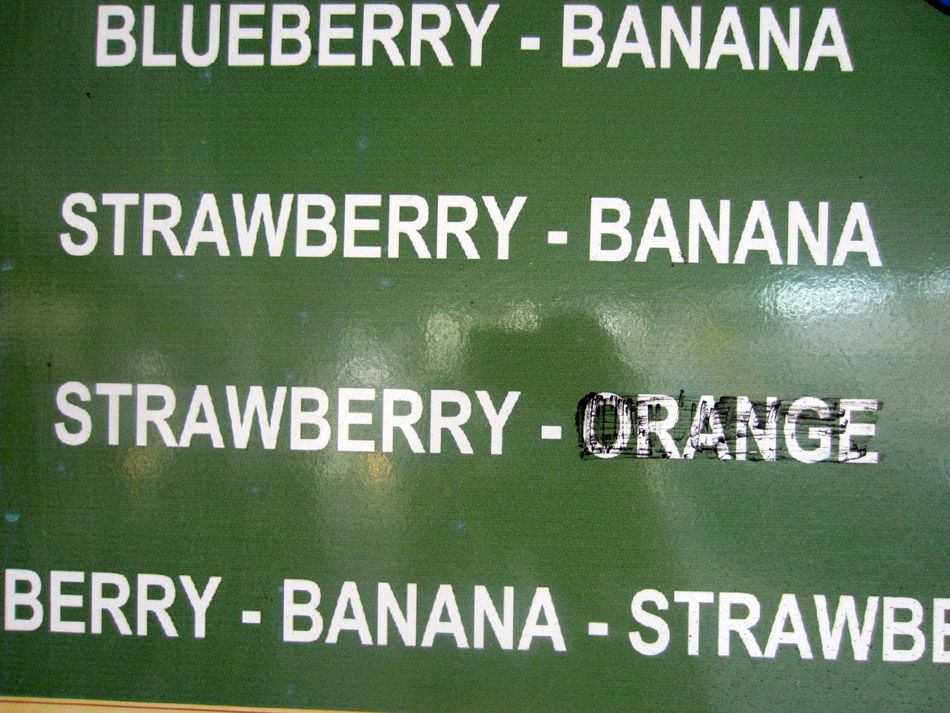 BLUEBERRY - BANANA
STRAWBERRY - BANANA
STRAWBERRY - ORANGE
BERRY - BANANA - STRAWBE